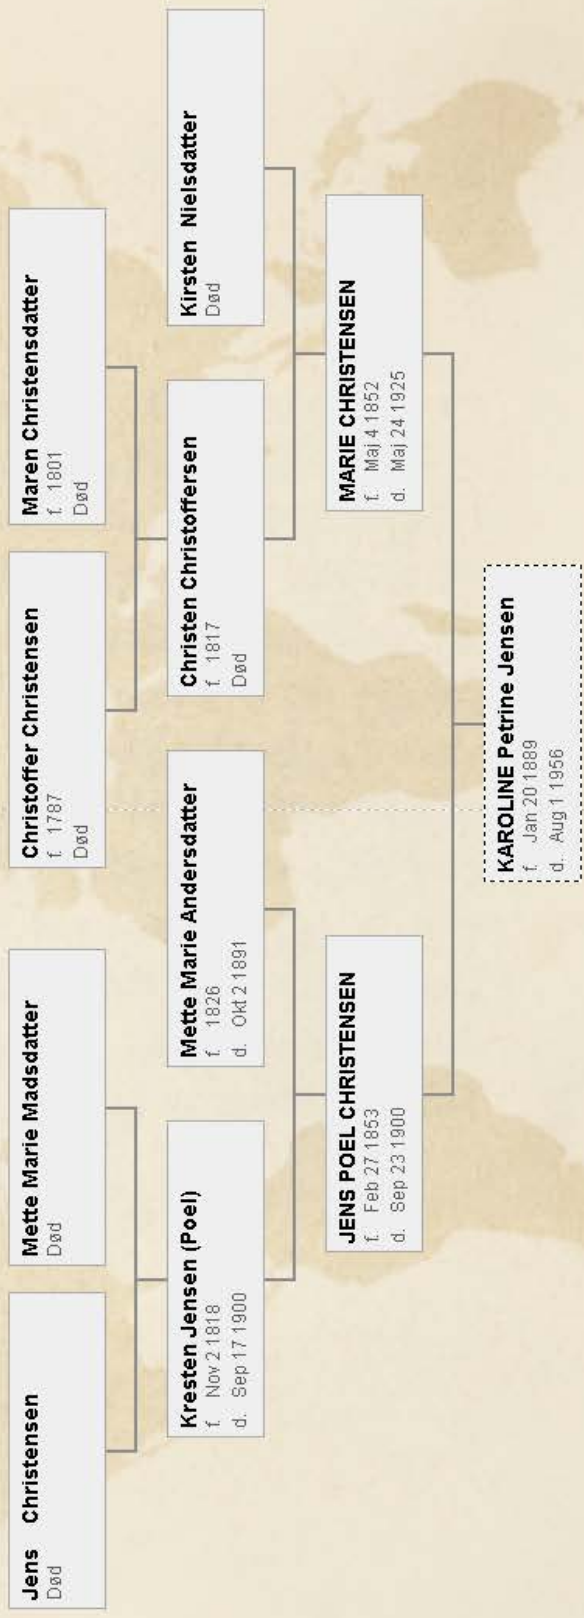 Jens Christensen
Død
Mette Marie Madsdatter
Død
Christoffer Christensen
f. 1787
Død
Maren Christensdatter
f. 1801
Død
Kresten Jensen (Poel)
f. Nov 2 1818
d. Sep 17 1900
Mette Marie Andersdatter
f. 1826
d. Okt 2 1891
Christen Christoffersen
f. 1817
Død
Kirsten Nielsdatter
Død
JENS POEL CHRISTENSEN
f. Feb 27 1853
d. Sep 23 1900
MARIE CHRISTENSEN
f. Maj 4 1852
d. Maj 24 1925
KAROLINE Petrine Jensen
f. Jan 20 1889
d. Aug 1 1956